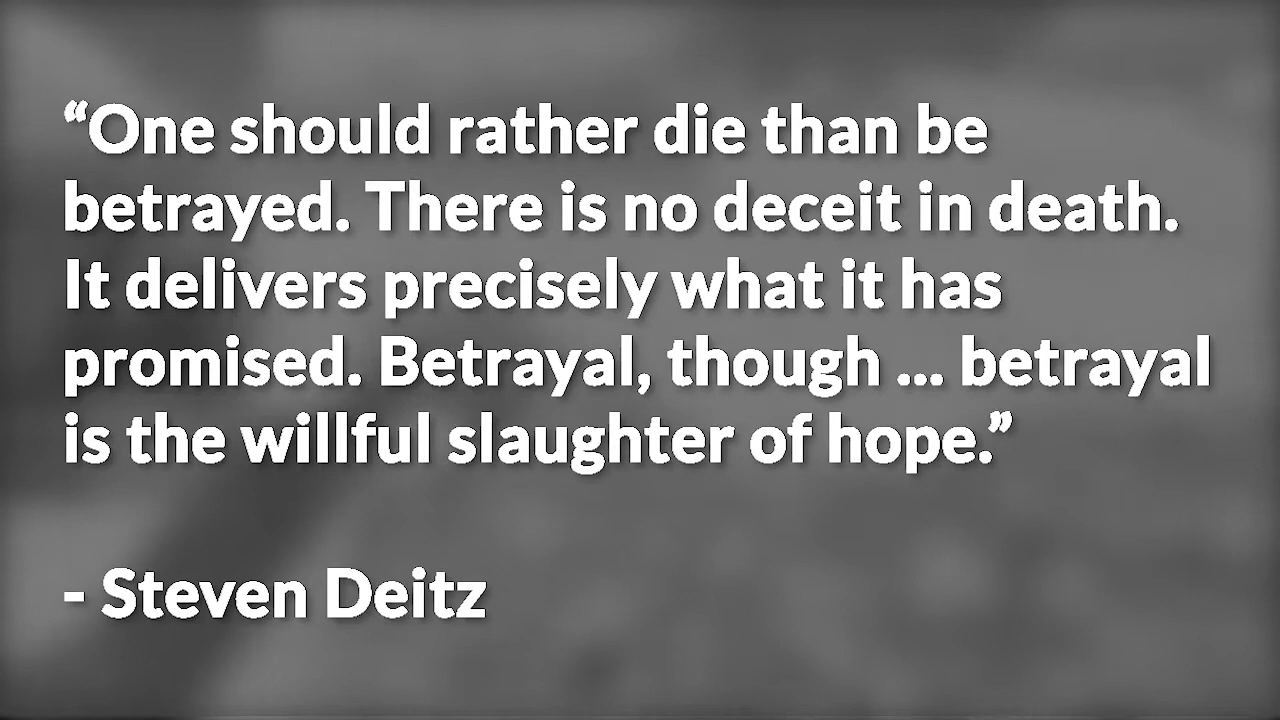 “One should rather die than be
betrayed. There is no deceit in death.
It delivers precisely what it has
promised. Betrayal, though ... betrayal
is the willful slaughter of hope.”
- Steven Deitz